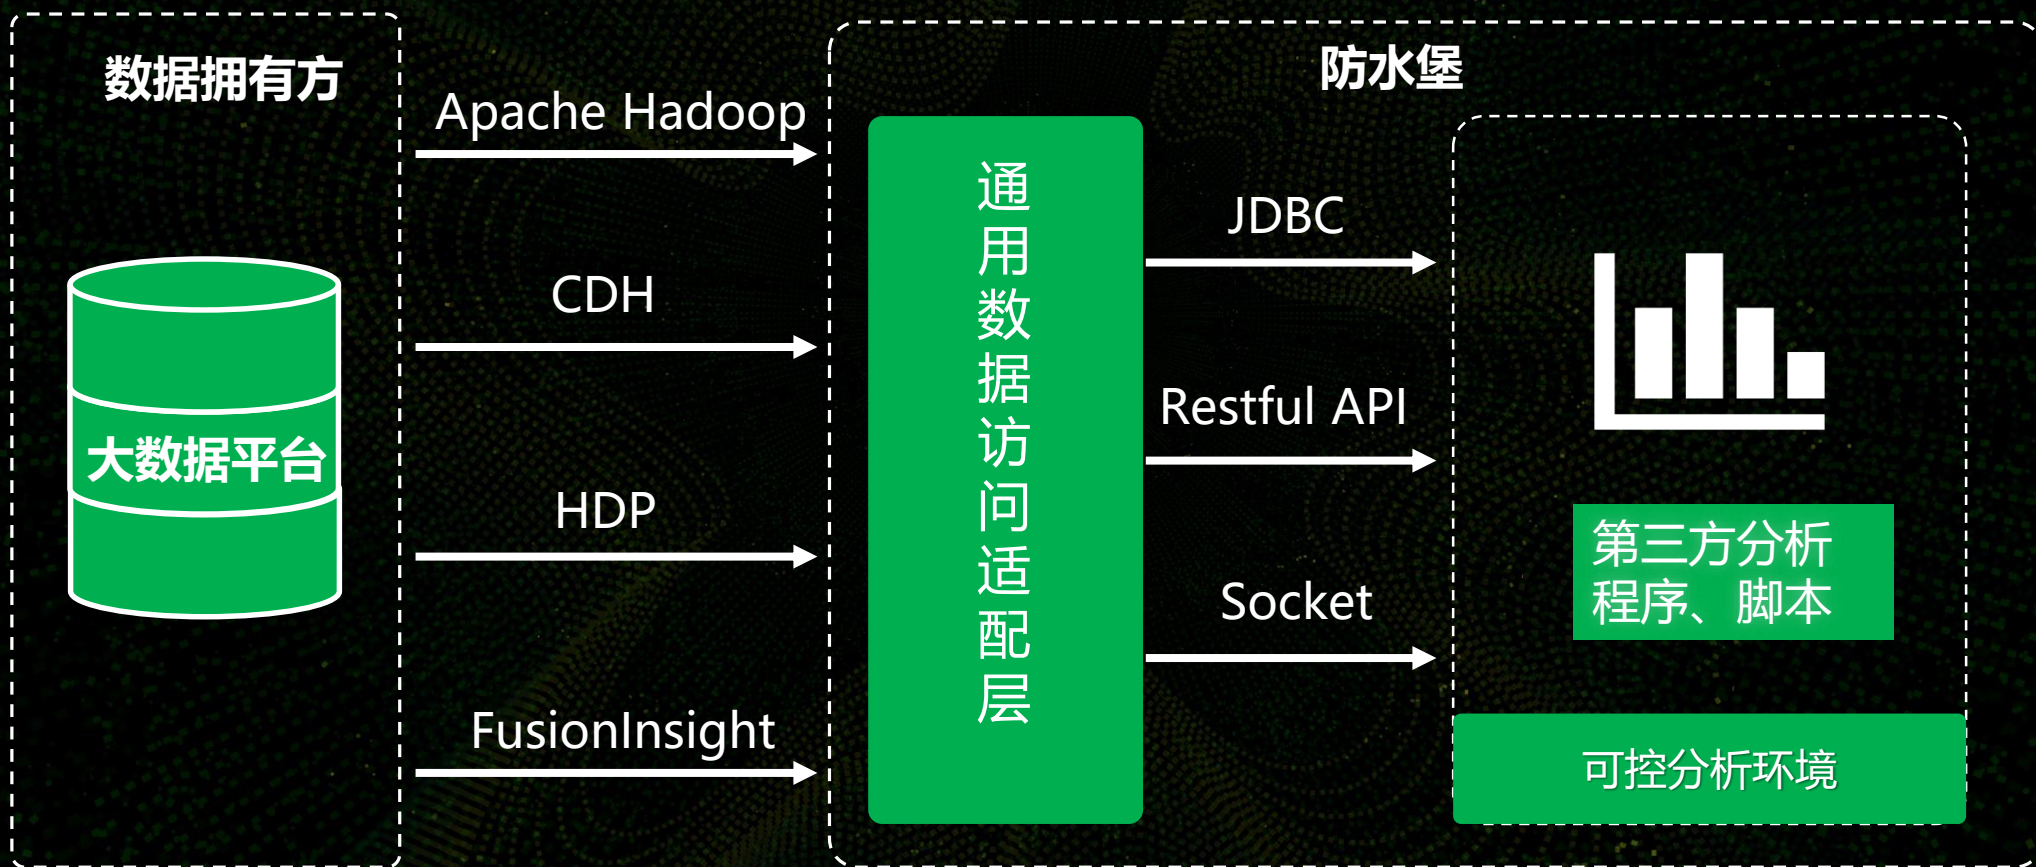 数据拥有方
大数据平台
Apache Hadoop
CDH
HDP
FusionInsight
防水堡
通用数据访问适配层
JDBC
Restful API
Socket
第三方分析
程序、脚本
可控分析环境